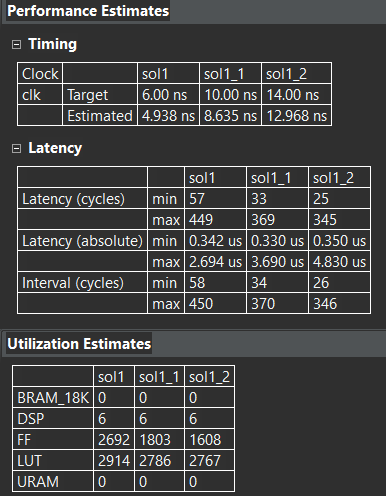 Performance Estimates
Timing
Clock sol1 sol1_1 sol1_2
clk Target 6.00 ns 10.00 ns 14.00 ns
Estimated 4.938 ns 8.635 ns 12.968 ns
Latency
sol1 sol1_1 sol1_2
Latency (cycles) min 57 33 25
max 449 369 345
Latency (absolute) min 0.342 us 0.330 us 0.350 us
max 2.694 us 3.690 us 4.830 us
Interval (cycles) min 58 34 26
max 450 370 346
Utilization Estimates
sol1 sol1_1 sol1_2
BRAM_18K 0 0 0
DSP 6 6 6
FF 2692 1803 1608
LUT 2914 2786 2767
URAM 0 0 0